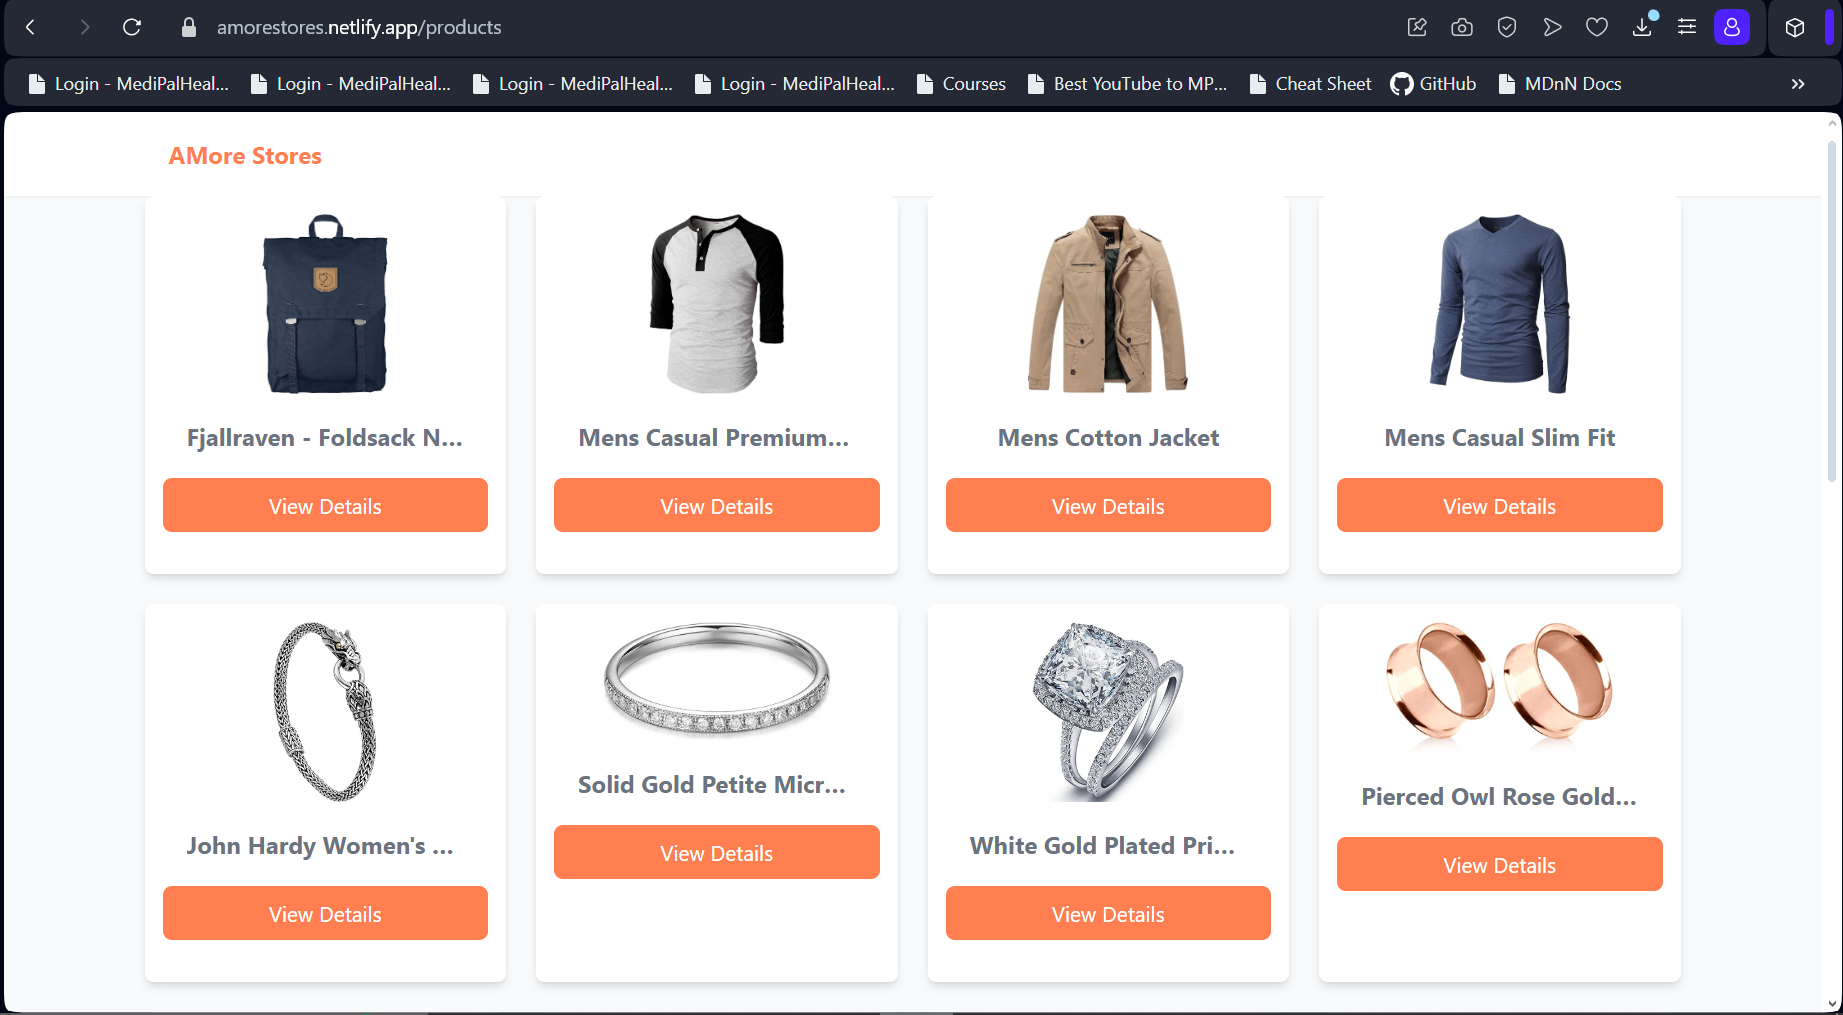 amorestores.netlify.app/products
Login - MediPalHeal... Login - MediPalHeal... Login - MediPalHeal... Login - MediPalHeal... Courses Best YouTube to MP... Cheat Sheet GitHub MDnN Docs
AMore Stores
Fjallraven - Foldsack N... Mens Casual Premium... Mens Cotton Jacket Mens Casual Slim Fit
View Details View Details View Details View Details
Solid Gold Petite Micr...
Pierced Owl Rose Gold...
John Hardy Women's ... White Gold Plated Pri...
View Details
View Details
View Details View Details